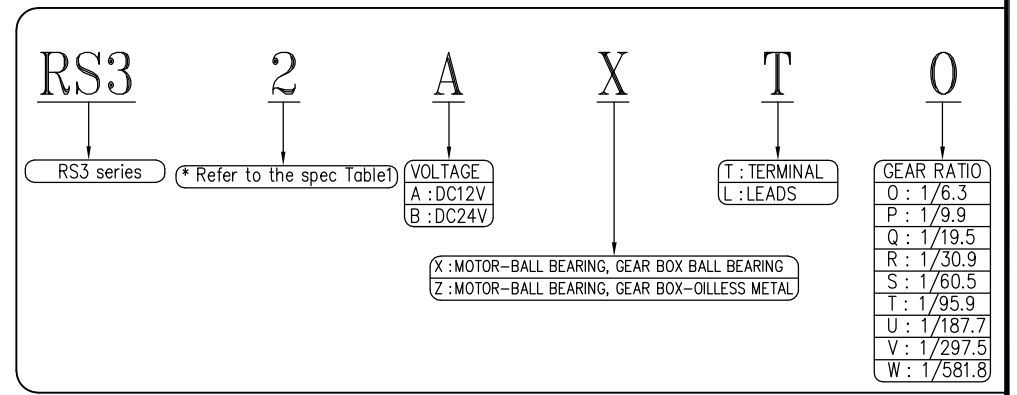 RS3 2 A X T O
RS3 series
* Refer to the spec Table1)
VOLTAGE
A : DC12V
B : DC24V
X : MOTOR-BALL BEARING, GEAR BOX BALL BEARING
Z : MOTOR-BALL BEARING, GEAR BOX-OILLESS METAL
T : TERMINAL
L : LEADS
GEAR RATIO
O : 1/6.3
P : 1/9.9
Q : 1/19.5
R : 1/30.9
S : 1/60.5
T : 1/95.9
U : 1/187.7
V : 1/297.5
W : 1/581.8